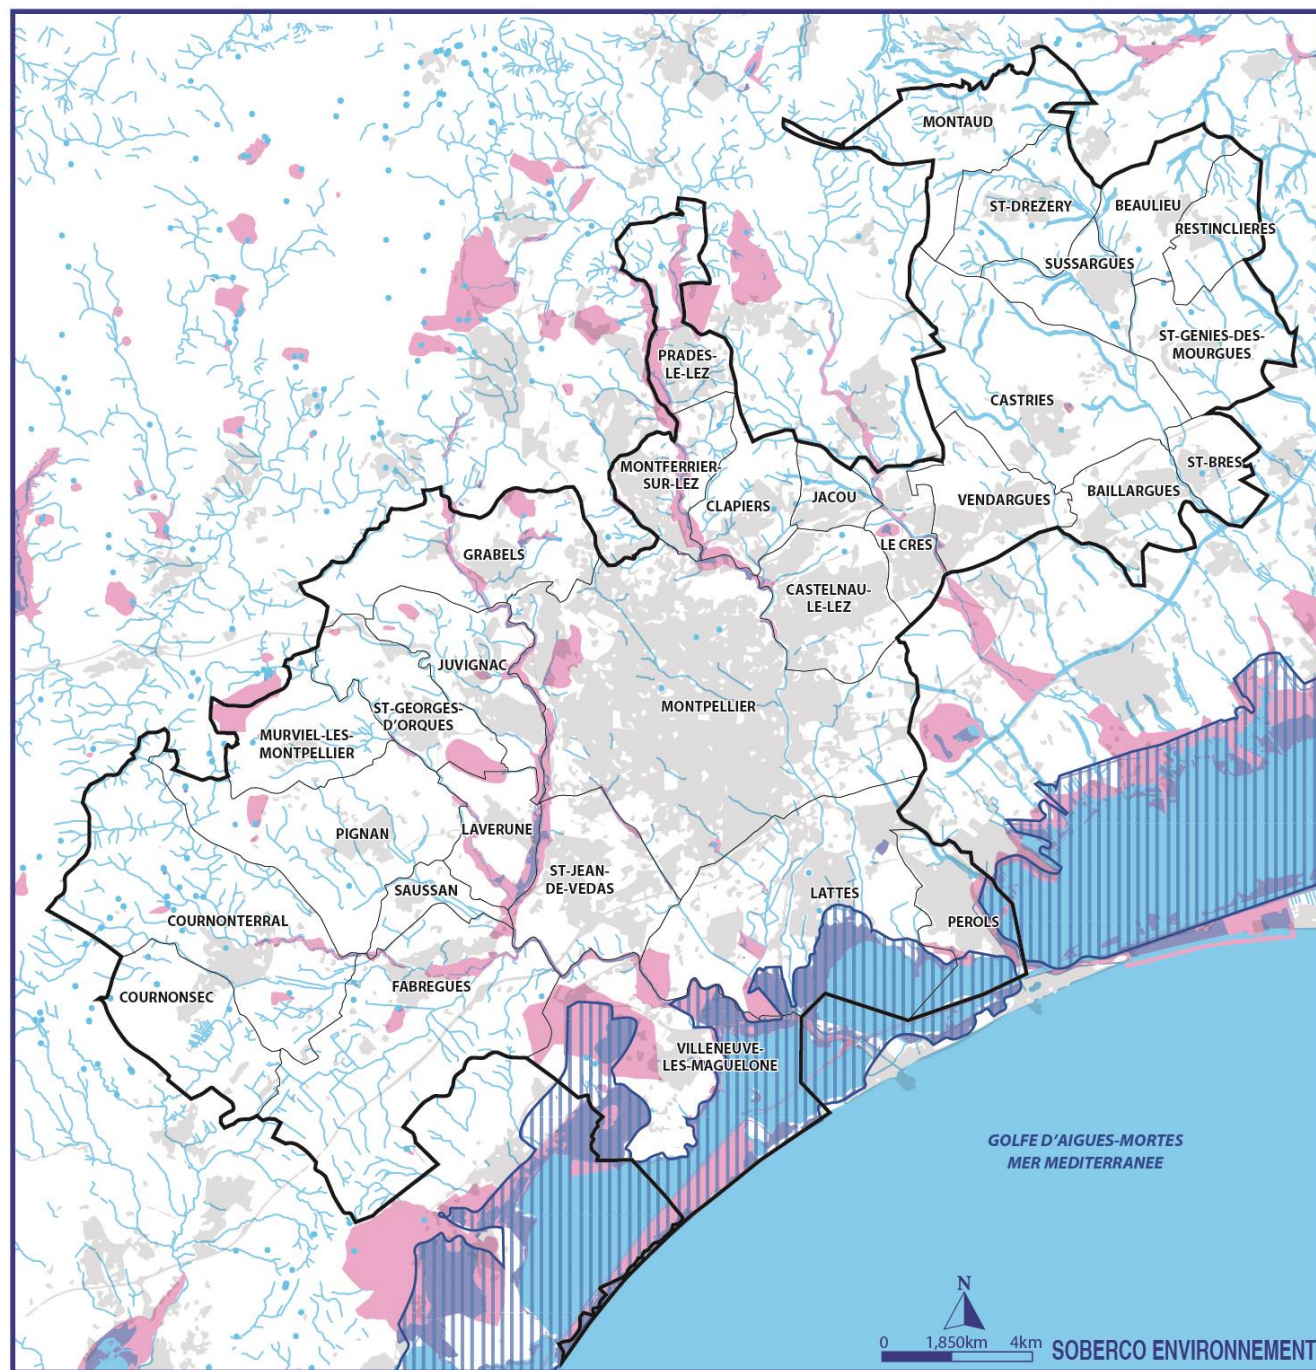 MONTAUD
ST-DREZERY
BEAULIEU
RESTINCLIERES
SUSSARGUES
ST-GENIES-DES-
MOURGUES
PRADES-
LE-LEZ
CASTRIES
MONTFERRIER-
SUR-LEZ
CLAPIERS
JACOU
VENDARGUES
BAILLARGUES
ST-BRES
GRABELS
LE CRES
CASTELNAU-
LE-LEZ
JUVIGNAC
ST-GEORGES-
D'ORQUES
MONTPELLIER
MURVIEL-LES-
MONTPELLIER
PIGNAN
LAVERUNE
SAUSSAN
ST-JEAN-
DE-VEDAS
LATTES
PEROLS
COURNONTERRAL
COURNONSEC
FABREGUES
VILLENEUVE-
LES-MAGUELONE
GOLFE D'AIGUES-MORTES
MER MEDITERRANEE
N
0 1,850km 4km
SOBERCO ENVIRONNEMENT